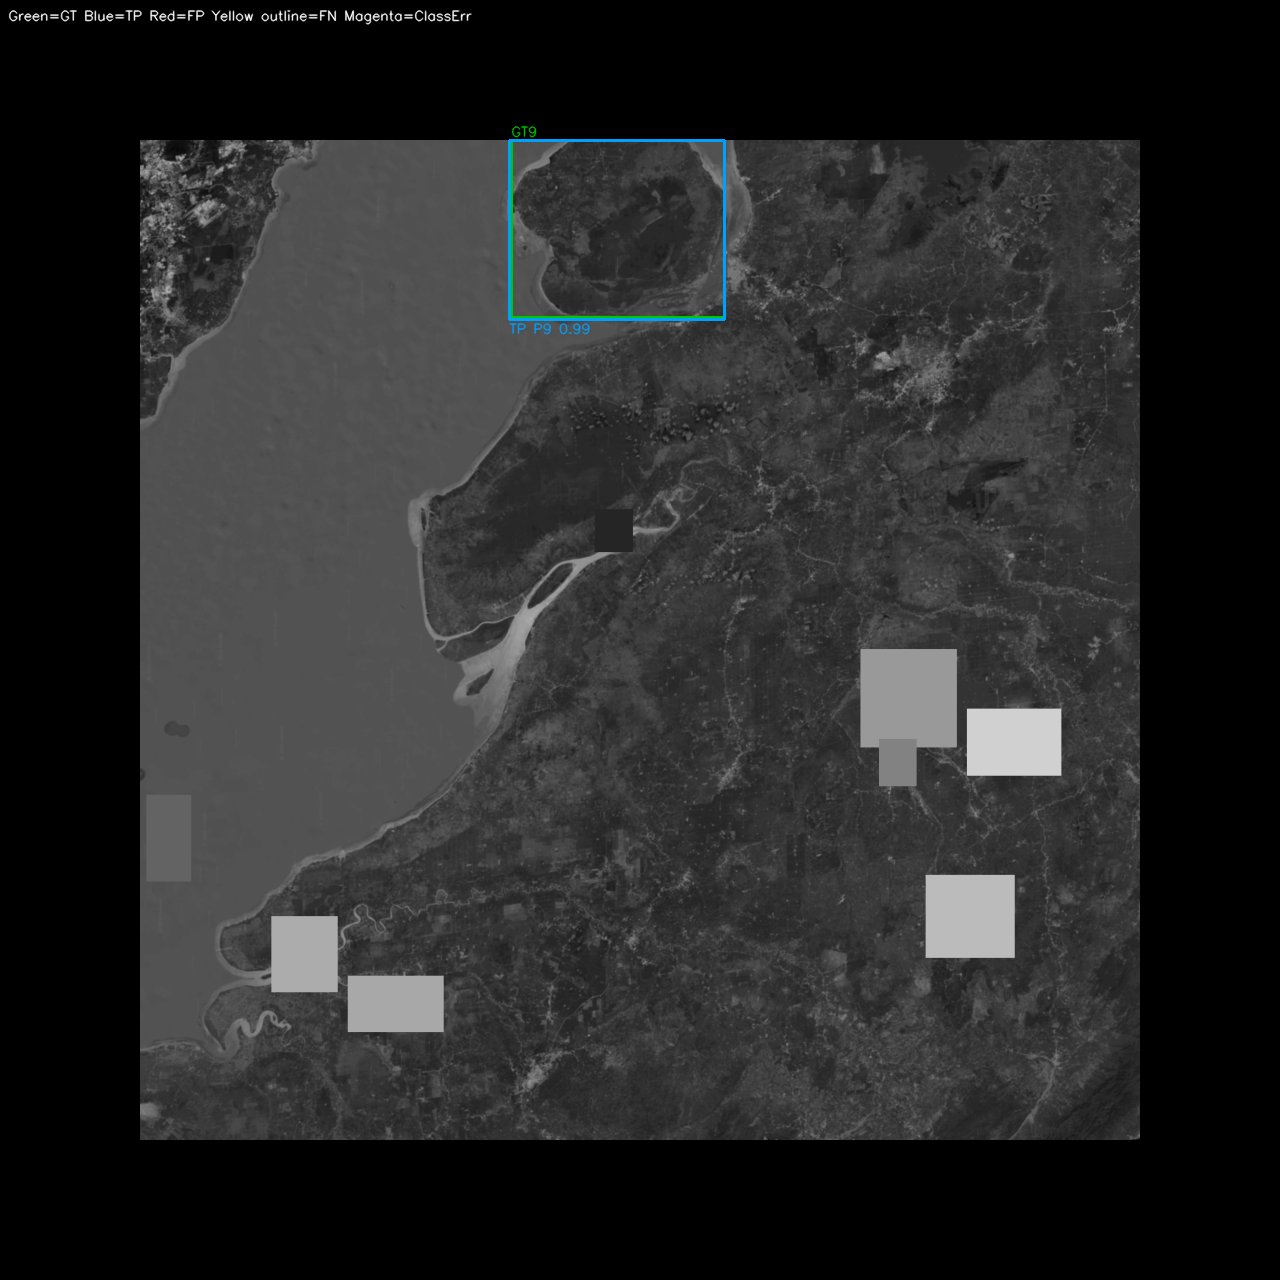 Green=GT Blue=TP Red=FP Yellow outline=FN Magenta=ClassErr
GT9
TP P9 0.99